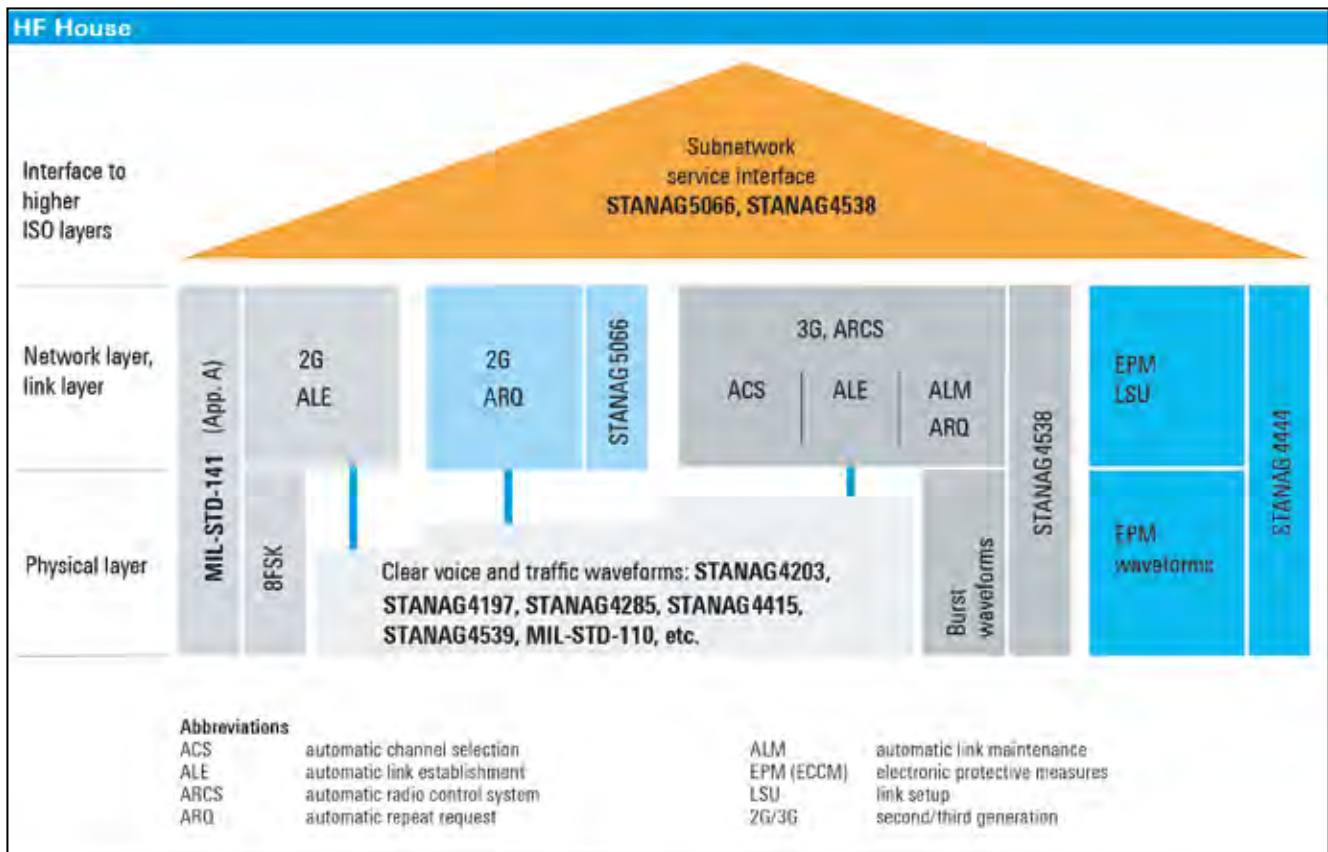 HF House
Subnetwork
service interface
STANAG5066, STANAG4538
Interface to
higher
ISO layers
Network layer,
link layer
Physical layer
MIL-STD-141 (App. A)
2G
ALE
8FSK
2G
ARQ
STANAG5066
3G, ARCS
ACS
ALE
ALM
ARQ
Burst
waveforms
STANAG4538
EPM
LSU
EPM
waveforms
STANAG4444
Clear voice and traffic waveforms: STANAG4203,
STANAG4197, STANAG4285, STANAG4415,
STANAG4539, MIL-STD-110, etc.
Abbreviations
ACS automatic channel selection
ALE automatic link establishment
ARCS automatic radio control system
ARQ automatic repeat request
ALM automatic link maintenance
EPM (ECCM) electronic protective measures
LSU link setup
2G/3G second/third generation